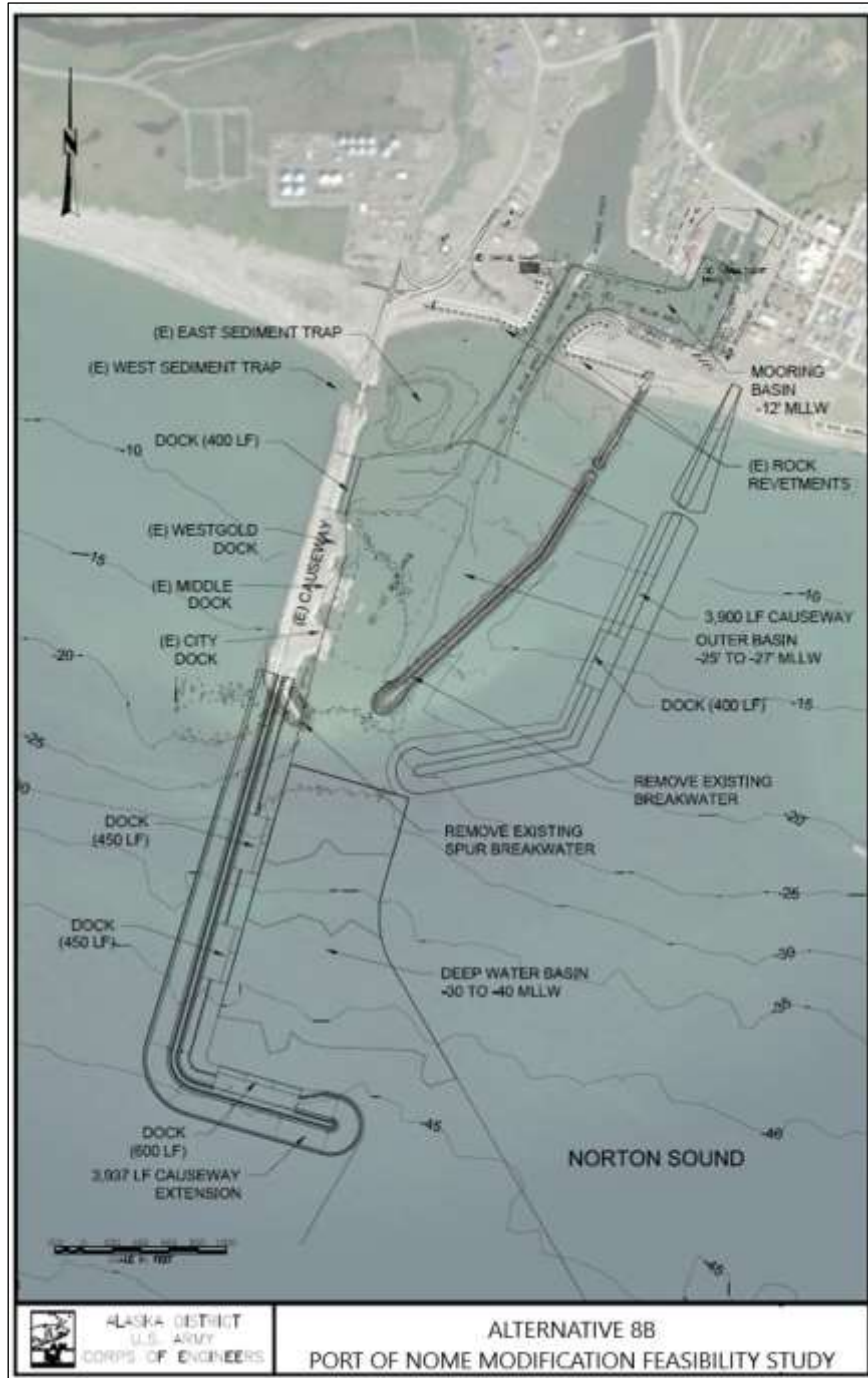 N
(E) EAST SEDIMENT TRAP
(E) WEST SEDIMENT TRAP
DOCK (400 LF)
MOORING
BASIN
-12' MLLW
(E) ROCK
REVETMENTS
-10
(E) WESTGOLD
DOCK
-15
(E) CAUSEWAY
(E) MIDDLE
DOCK
(E) CITY
DOCK
-10
3,900 LF CAUSEWAY
OUTER BASIN
-25' TO -27' MLLW
-20
DOCK (400 LF)
-15
-25
REMOVE EXISTING
BREAKWATER
REMOVE EXISTING
SPUR BREAKWATER
-20
DOCK
(450 LF)
-25
DOCK
(450 LF)
-30
DEEP WATER BASIN
-30 TO -40 MLLW
-45
DOCK
(600 LF)
3,937 LF CAUSEWAY
EXTENSION
NORTON SOUND
-45
ALASKA DISTRICT
U.S. ARMY
CORPS OF ENGINEERS
ALTERNATIVE 8B
PORT OF NOME MODIFICATION FEASIBILITY STUDY